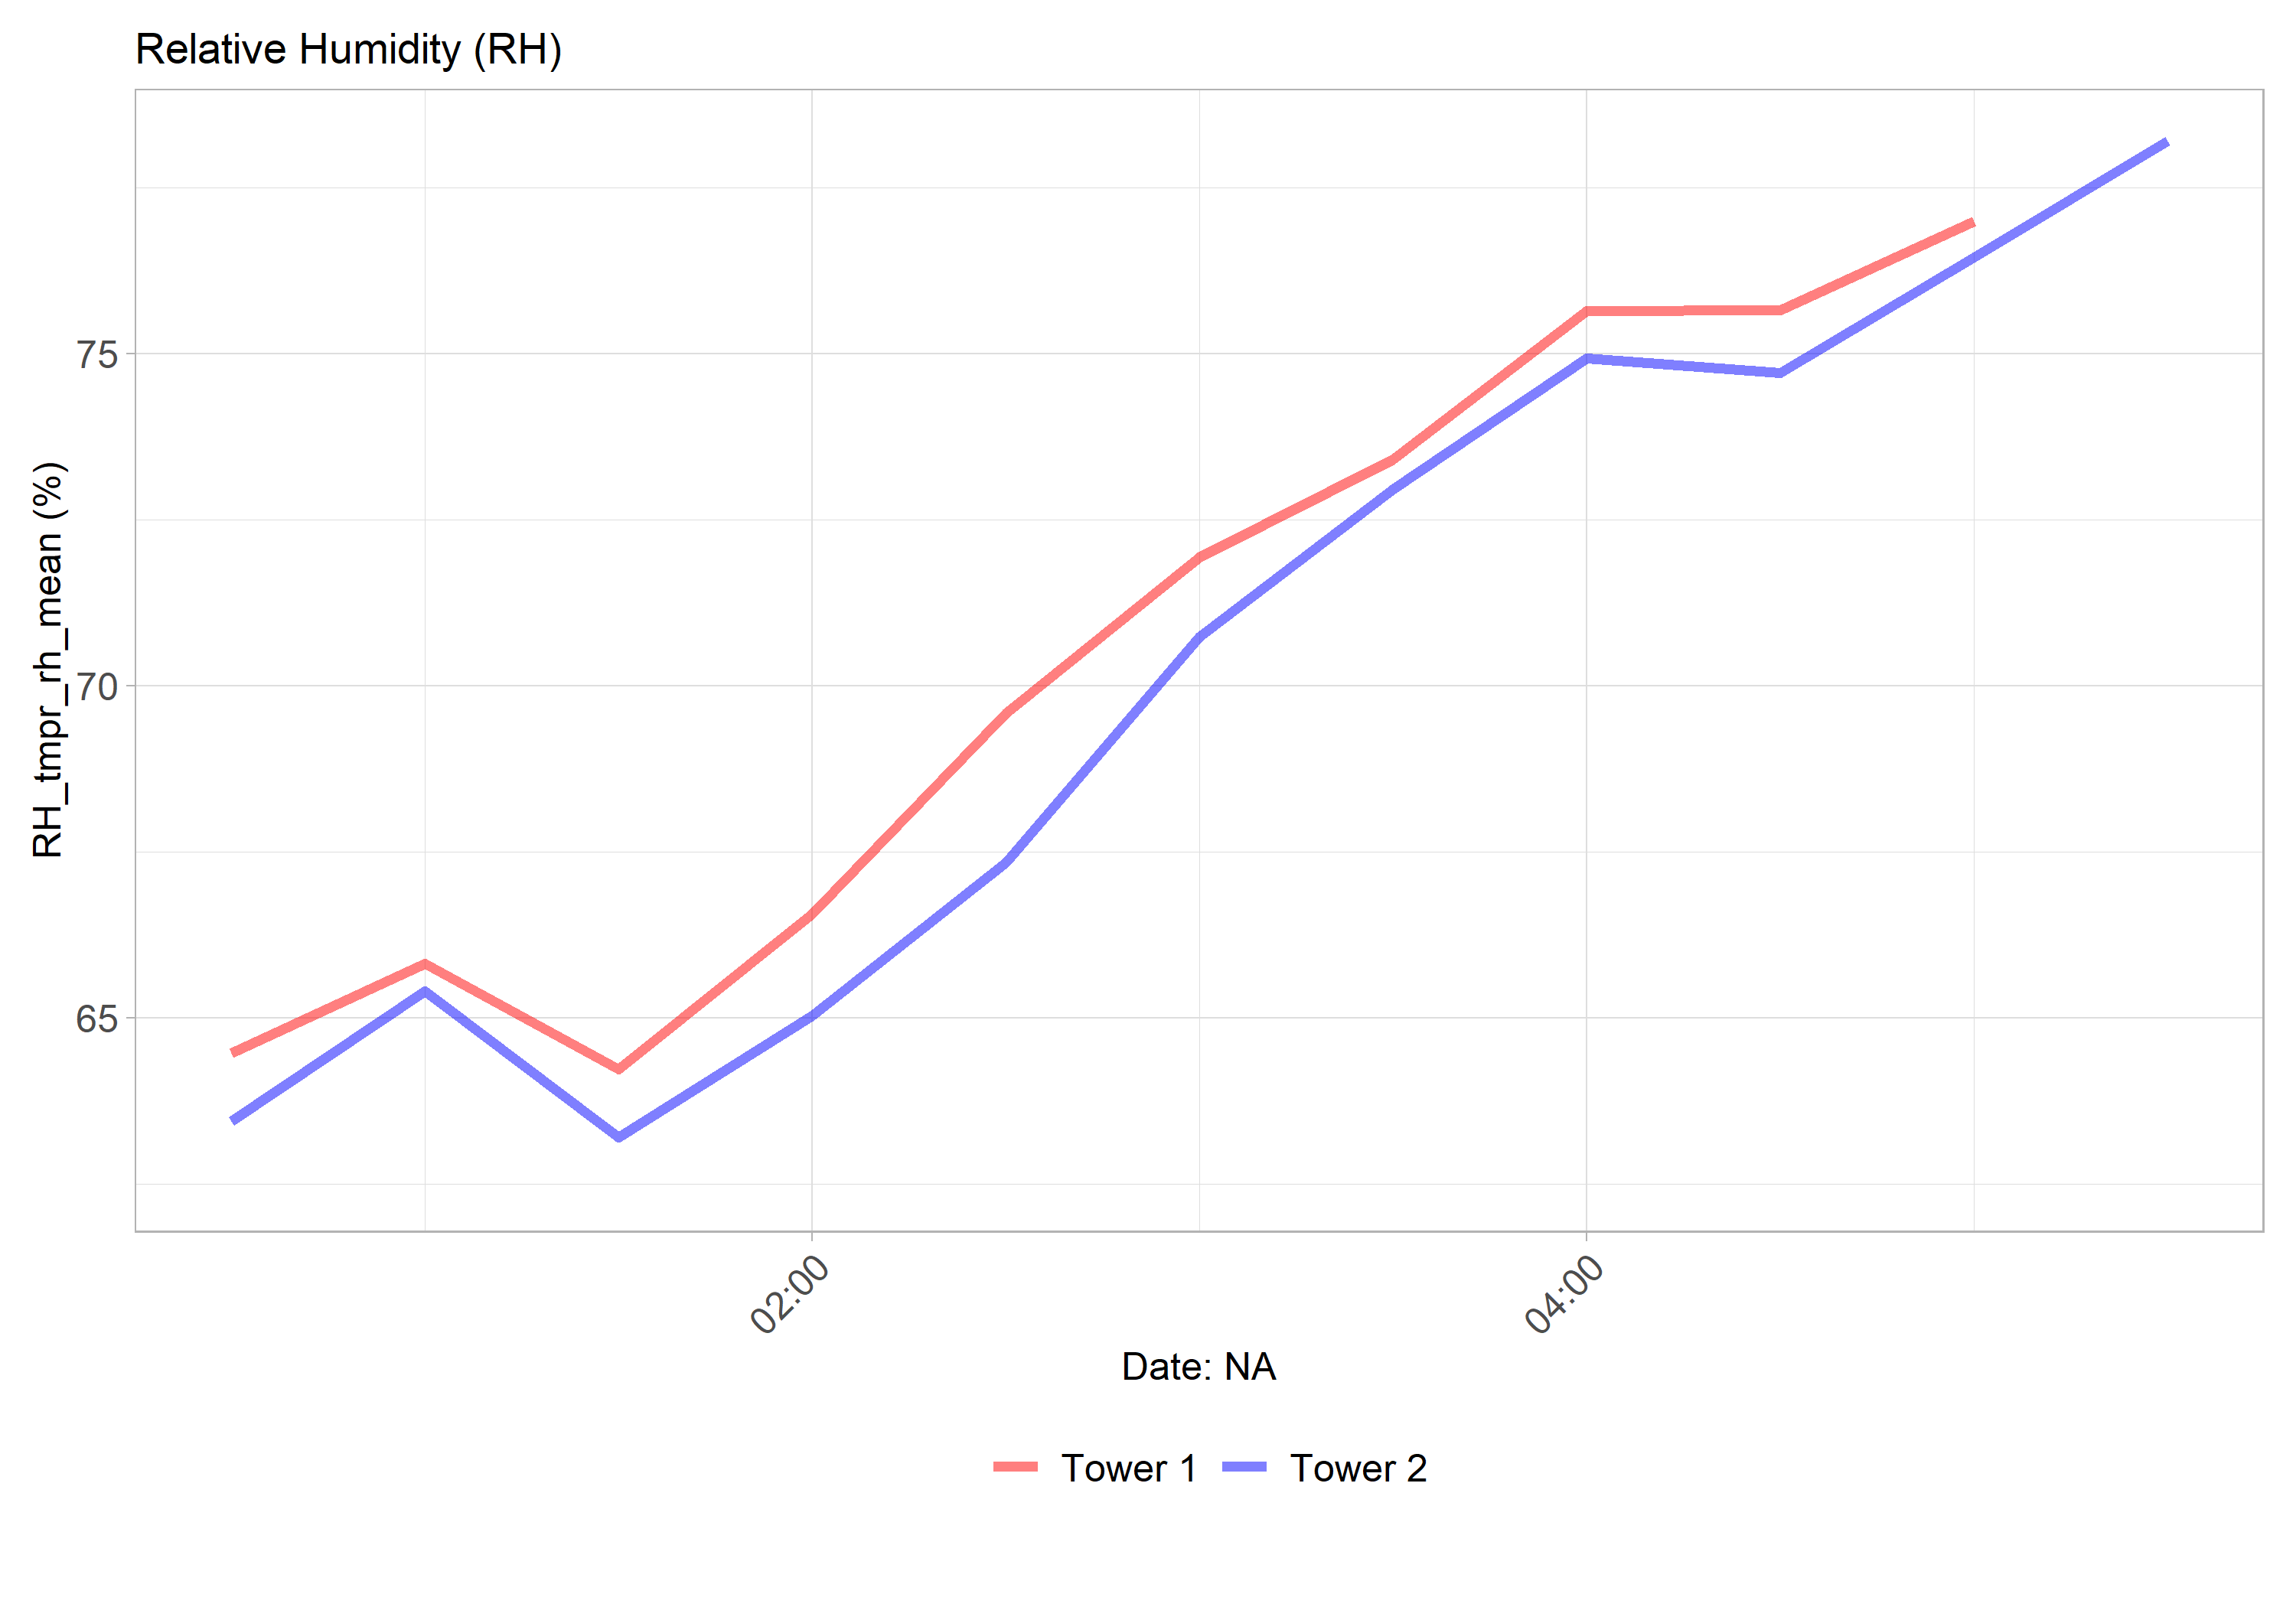 Relative Humidity (RH)
RH_tmpr_rh_mean (%)
75
70
65
02:00
04:00
Date: NA
Tower 1
Tower 2